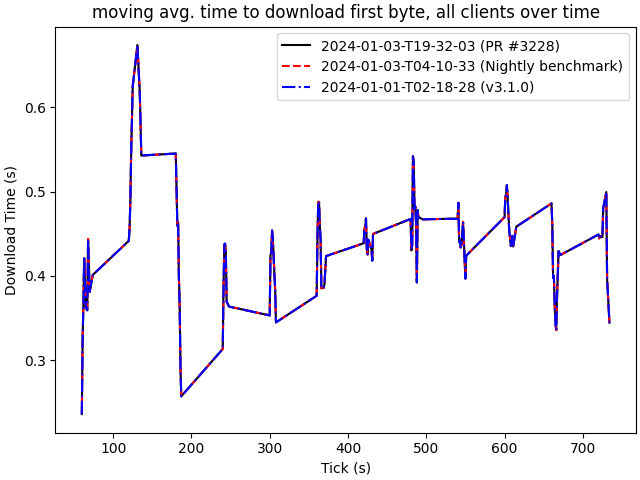 moving avg. time to download first byte, all clients over time
2024-01-03-T19-32-03 (PR #3228)
2024-01-03-T04-10-33 (Nightly benchmark)
2024-01-01-T02-18-28 (v3.1.0)
Download Time (s)
0.6
0.5
0.4
0.3
100 200 300 400 500 600 700
Tick (s)